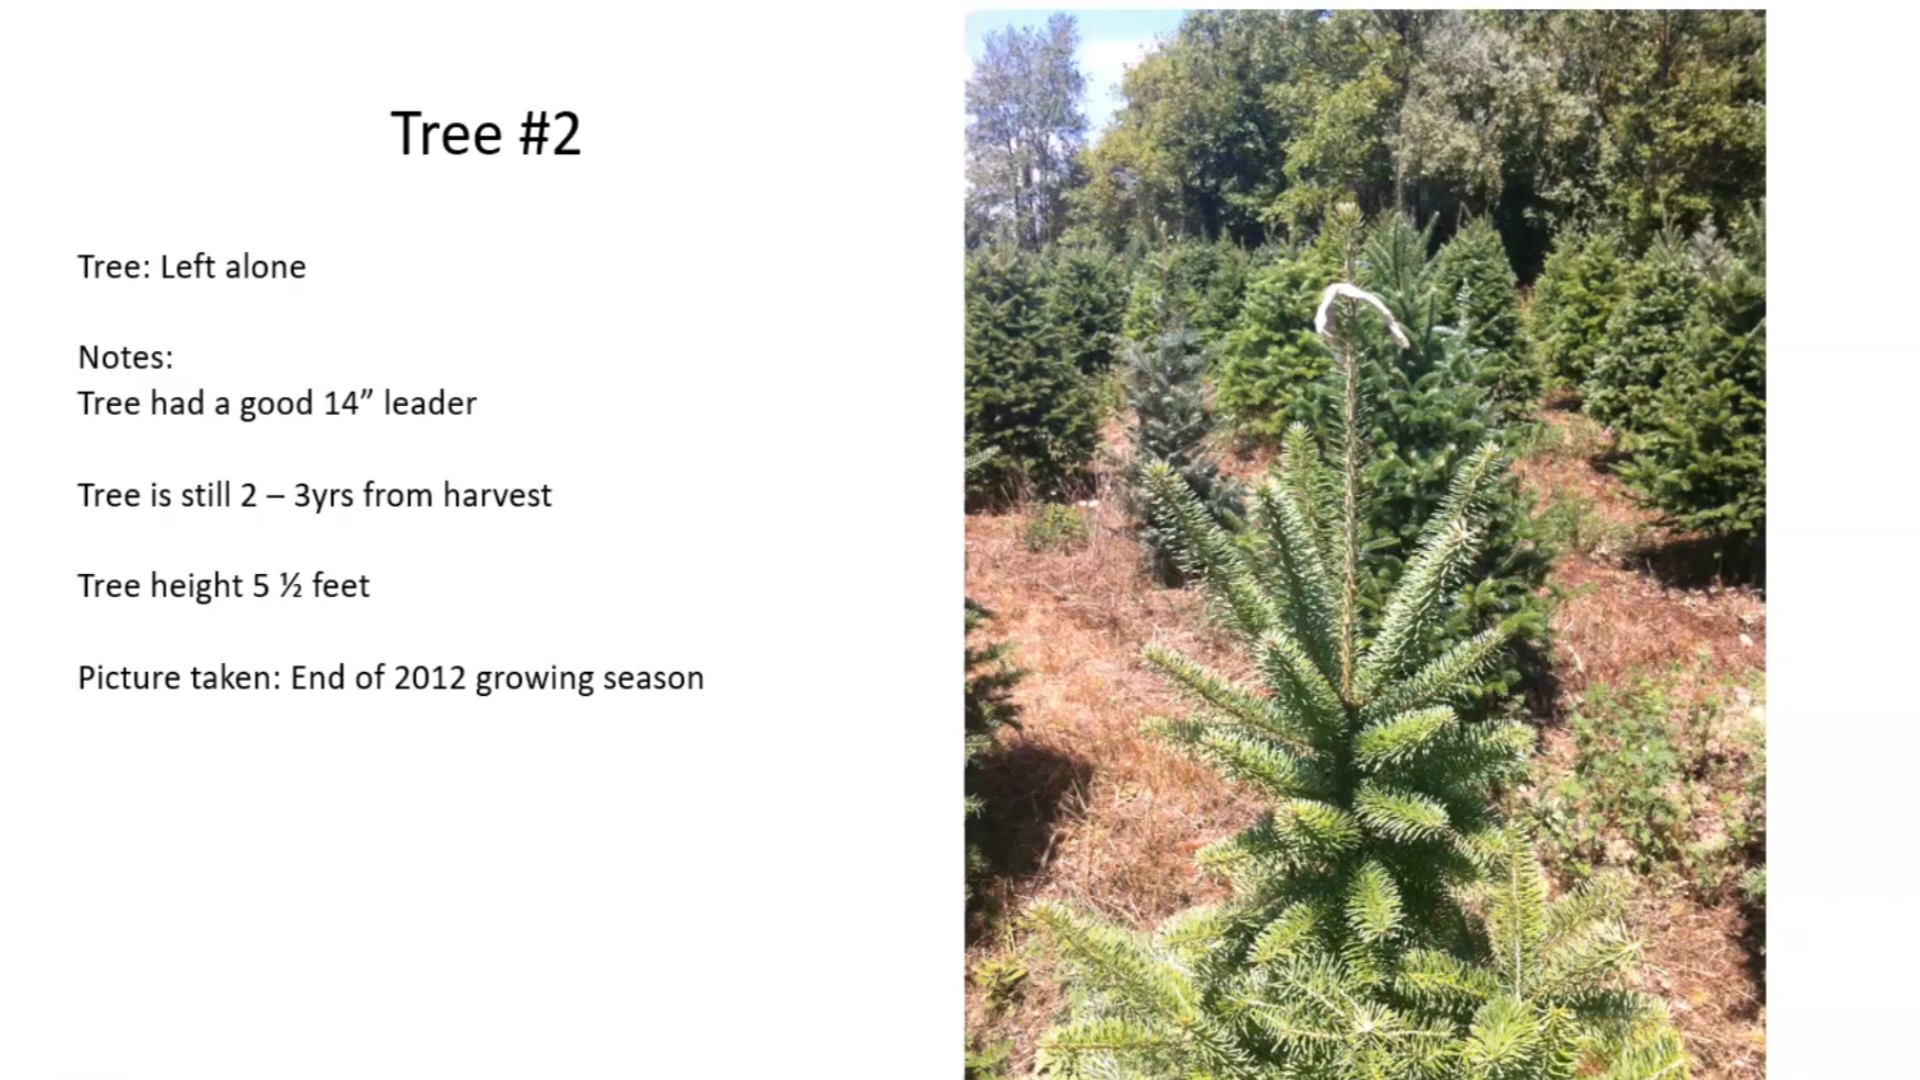 Tree #2
Tree: Left alone
Notes:
Tree had a good 14” leader
Tree is still 2 – 3yrs from harvest
Tree height 5 ½ feet
Picture taken: End of 2012 growing season